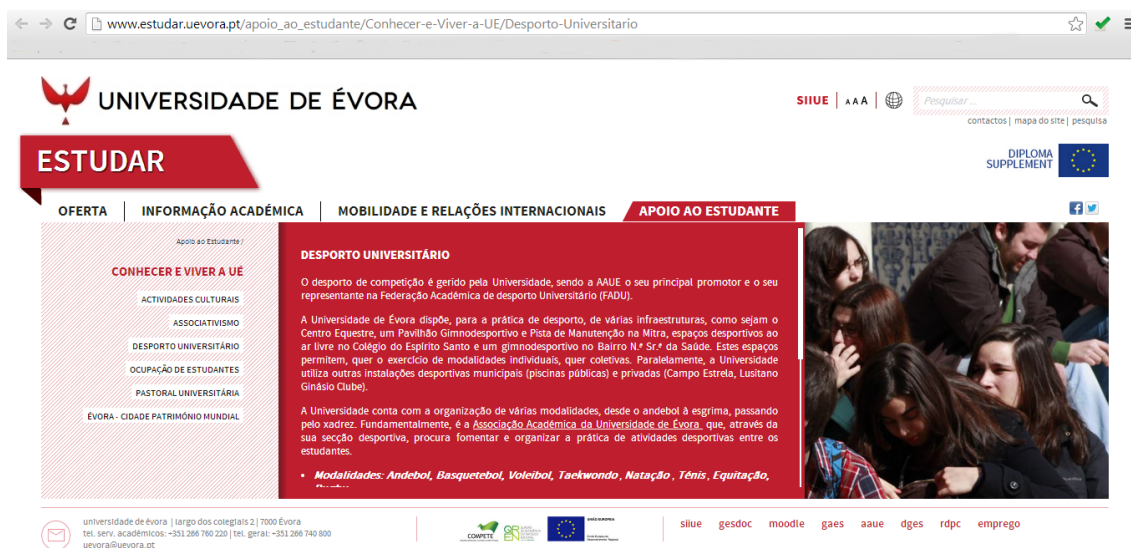 www.estudar.uevora.pt/apoio_ao_estudante/Conhecer-e-Viver-a-UE/Desporto-Universitario
UNIVERSIDADE DE ÉVORA
SIIUE | A A A |
Pesquisar ...
contactos | mapa do site | pesquisa
ESTUDAR
DIPLOMA
SUPPLEMENT
OFERTA | INFORMAÇÃO ACADÉMICA | MOBILIDADE E RELAÇÕES INTERNACIONAIS APOIO AO ESTUDANTE
Apoio ao Estudante /
CONHECER E VIVER A UÉ
ACTIVIDADES CULTURAIS
ASSOCIATIVISMO
DESPORTO UNIVERSITÁRIO
OCUPAÇÃO DE ESTUDANTES
PASTORAL UNIVERSITÁRIA
ÉVORA - CIDADE PATRIMÓNIO MUNDIAL
DESPORTO UNIVERSITÁRIO
O desporto de competição é gerido pela Universidade, sendo a AAUE o seu principal promotor e o seu
representante na Federação Académica de desporto Universitário (FADU).
A Universidade de Évora dispõe, para a prática de desporto, de várias infraestruturas, como sejam o
Centro Equestre, um Pavilhão Gimnodesportivo e Pista de Manutenção na Mitra, espaços desportivos ao
ar livre no Colégio do Espírito Santo e um gimnodesportivo no Bairro N.ª Sr.ª da Saúde. Estes espaços
permitem, quer o exercício de modalidades individuais, quer coletivas. Paralelamente, a Universidade
utiliza outras instalações desportivas municipais (piscinas públicas) e privadas (Campo Estrela, Lusitano
Ginásio Clube).
A Universidade conta com a organização de várias modalidades, desde o andebol à esgrima, passando
pelo xadrez. Fundamentalmente, é a Associação Académica da Universidade de Évora que, através da
sua secção desportiva, procura fomentar e organizar a prática de atividades desportivas entre os
estudantes.
• Modalidades: Andebol, Basquetebol, Voleibol, Taekwondo , Natação , Ténis , Equitação,
universidade de évora | largo dos colegiais 2 | 7000 Évora
tel. serv. académicos: +351 266 760 220 | tel. geral: +351 266 740 800
uevora@uevora.pt
COMPETE
UNIÃO EUROPEIA
siiue gesdoc moodle gaes aaue dges rdpc emprego